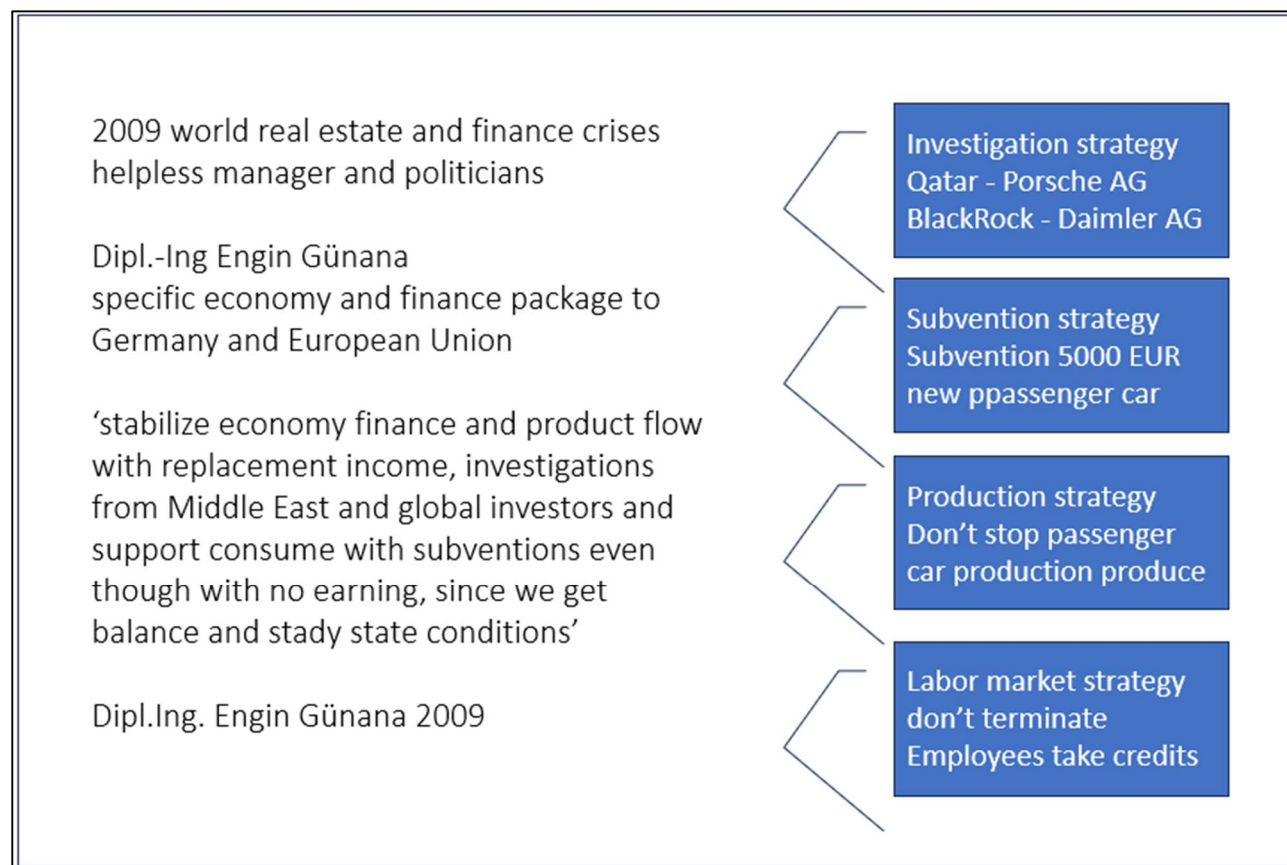 2009 world real estate and finance crises
helpless manager and politicians
Dipl.-Ing Engin Günana
specific economy and finance package to
Germany and European Union
‘stabilize economy finance and product flow
with replacement income, investigations
from Middle East and global investors and
support consume with subventions even
though with no earning, since we get
balance and stady state conditions’
Dipl.Ing. Engin Günana 2009
Investigation strategy
Qatar - Porsche AG
BlackRock - Daimler AG
Subvention strategy
Subvention 5000 EUR
new ppassenger car
Production strategy
Don’t stop passenger
car production produce
Labor market strategy
don’t terminate
Employees take credits